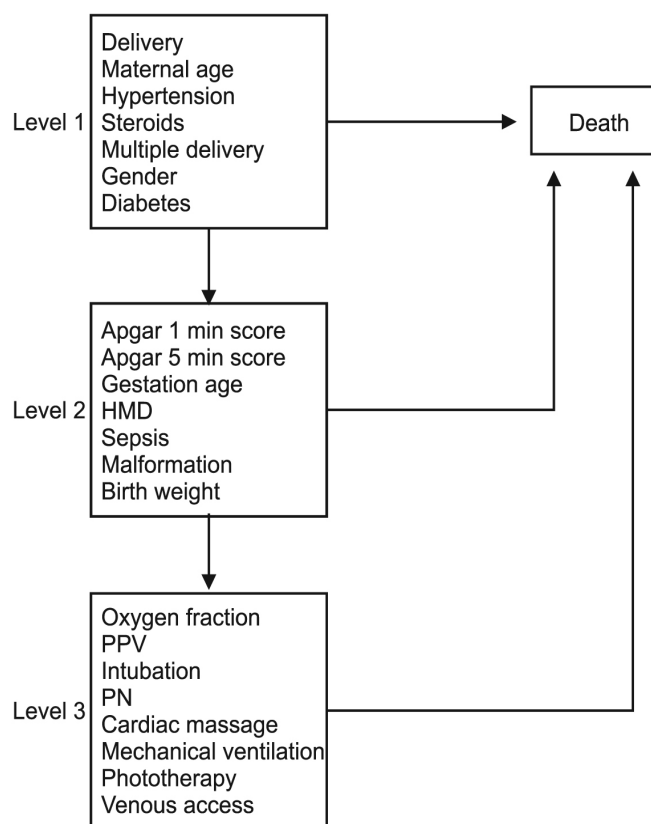 Level 1
Delivery
Maternal age
Hypertension
Steroids
Multiple delivery
Gender
Diabetes
Death
Level 2
Apgar 1 min score
Apgar 5 min score
Gestation age
HMD
Sepsis
Malformation
Birth weight
Level 3
Oxygen fraction
PPV
Intubation
PN
Cardiac massage
Mechanical ventilation
Phototherapy
Venous access